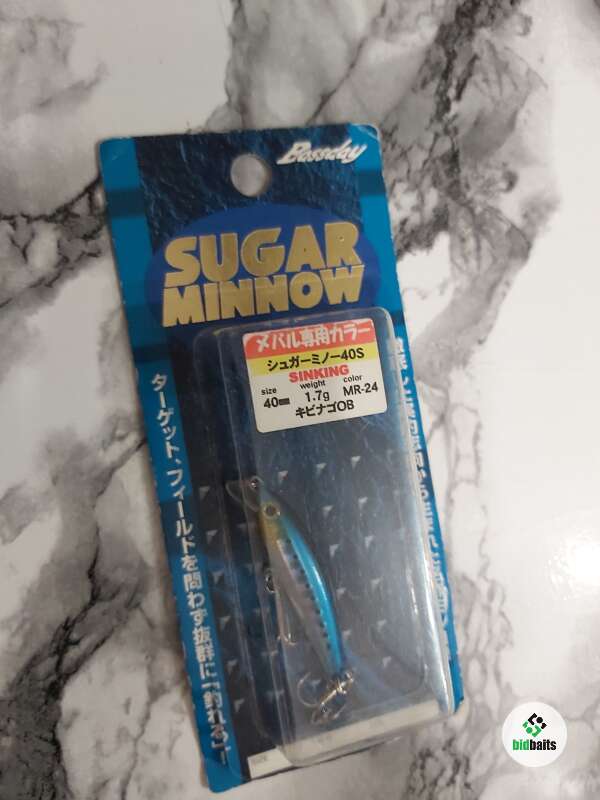 Bassday
SUGAR
MINNOW
メバル専用カラー
シュガーミノー40S
SINKING
size weight color
40mm 1.7g MR-24
キビナゴOB
ターゲット、フィールドを問わず抜群に「釣れる」!
SIZE
bidbaits